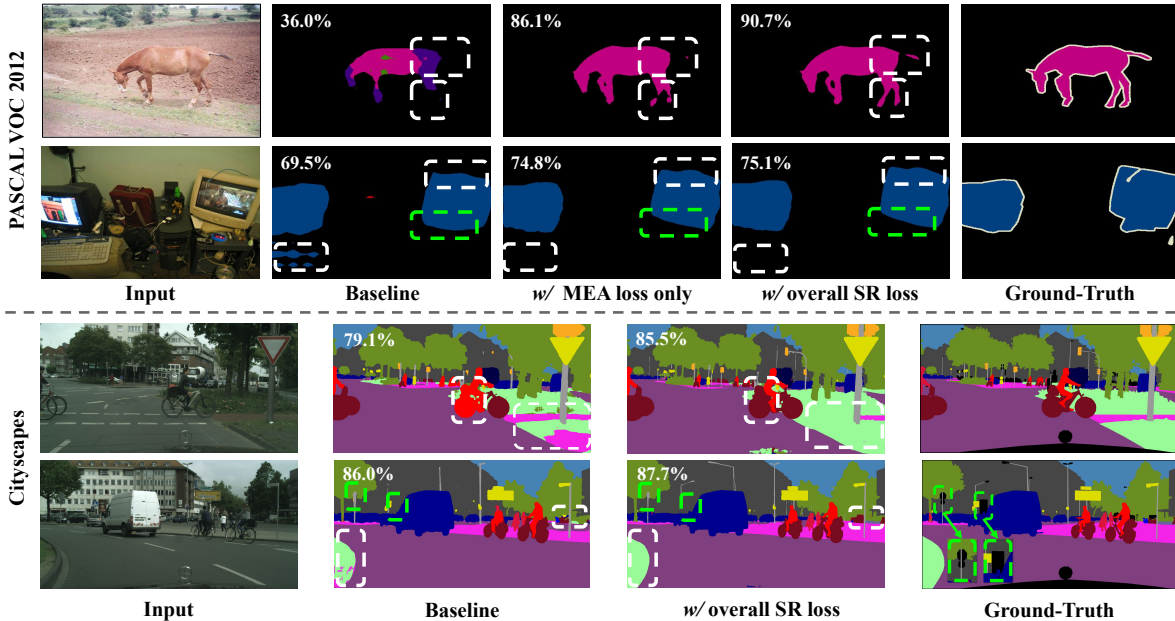 PASCAL VOC 2012
36.0% 86.1% 90.7%
69.5% 74.8% 75.1%
Input Baseline w/ MEA loss only w/ overall SR loss Ground-Truth
Cityscapes
79.1% 85.5%
86.0% 87.7%
Input Baseline w/ overall SR loss Ground-Truth